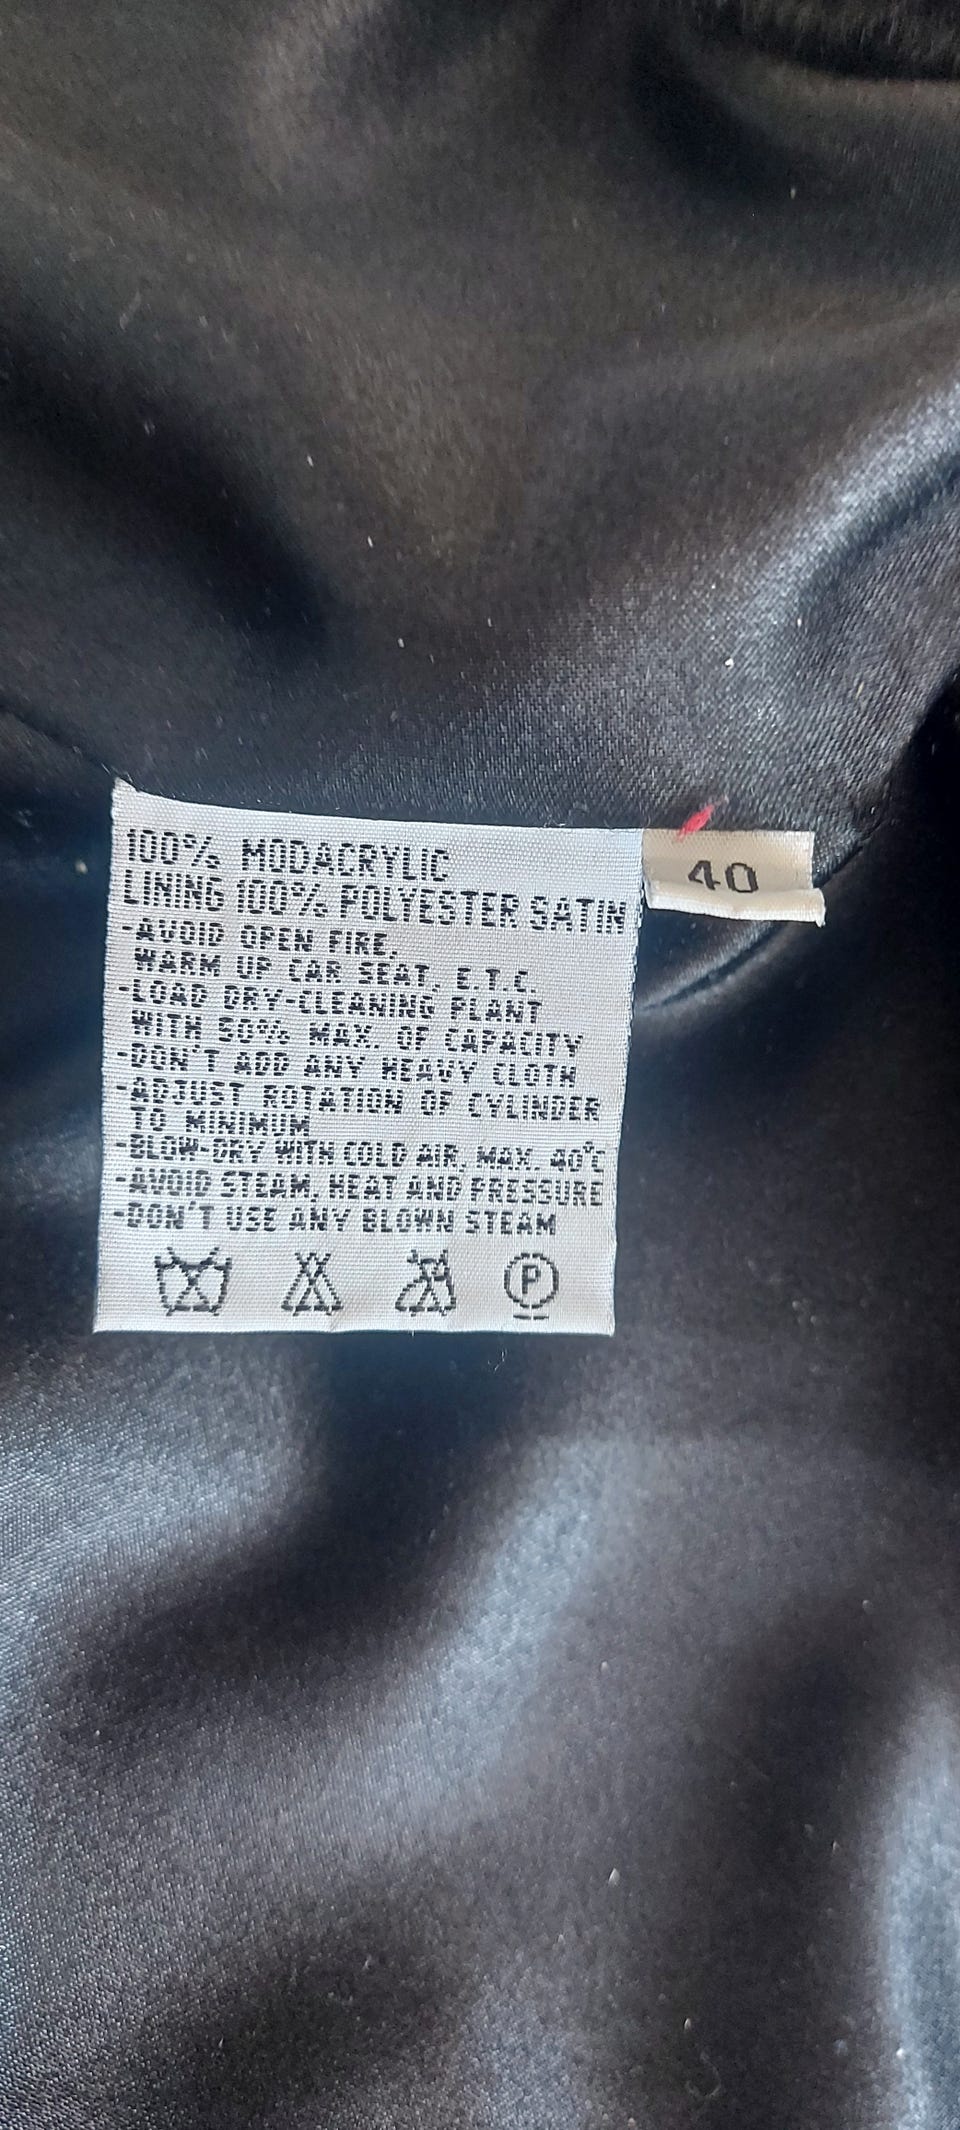 100% MODACRYLIC
LINING 100% POLYESTER SATIN
-AVOID OPEN FIRE,
WARM UP CAR SEAT, E.T.C.
-LOAD DRY-CLEANING PLANT
WITH 50% MAX. OF CAPACITY
-DON'T ADD ANY HEAVY CLOTH
-ADJUST ROTATION OF CYLINDER
TO MINIMUM
-BLOW-DRY WITH COLD AIR, MAX. 40°C
-AVOID STEAM, HEAT AND PRESSURE
-DON'T USE ANY BLOWN STEAM
P
40